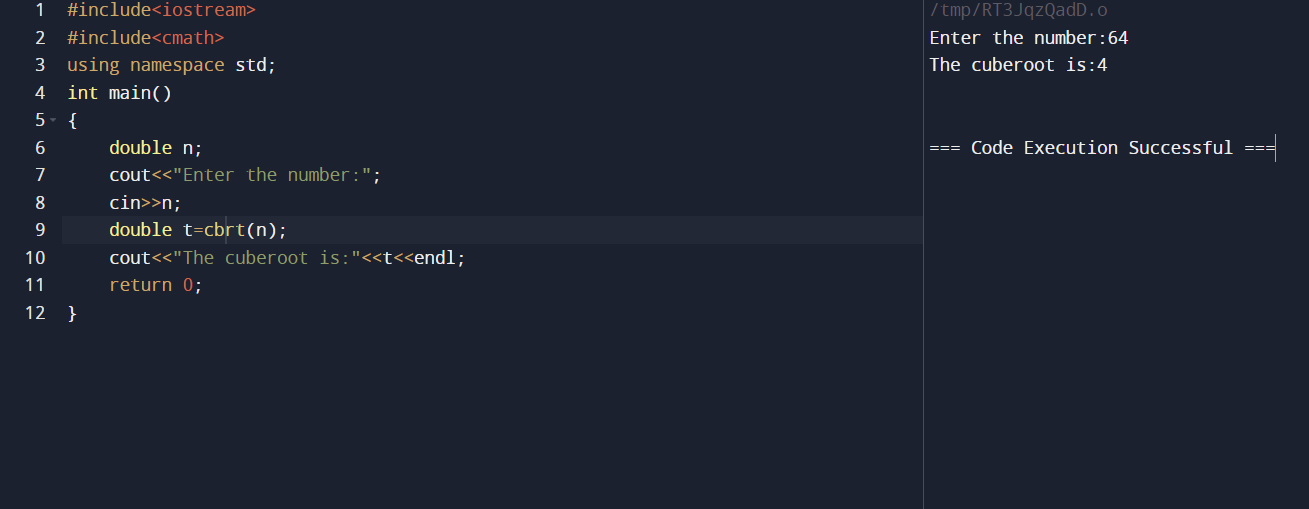 1 #include<iostream>
2 #include<cmath>
3 using namespace std;
4 int main()
5 {
6     double n;
7     cout<<"Enter the number:";
8     cin>>n;
9     double t=cbrt(n);
10     cout<<"The cuberoot is:"<<t<<endl;
11     return 0;
12 }
/tmp/RT3JqzQadD.o
Enter the number:64
The cuberoot is:4
=== Code Execution Successful ===